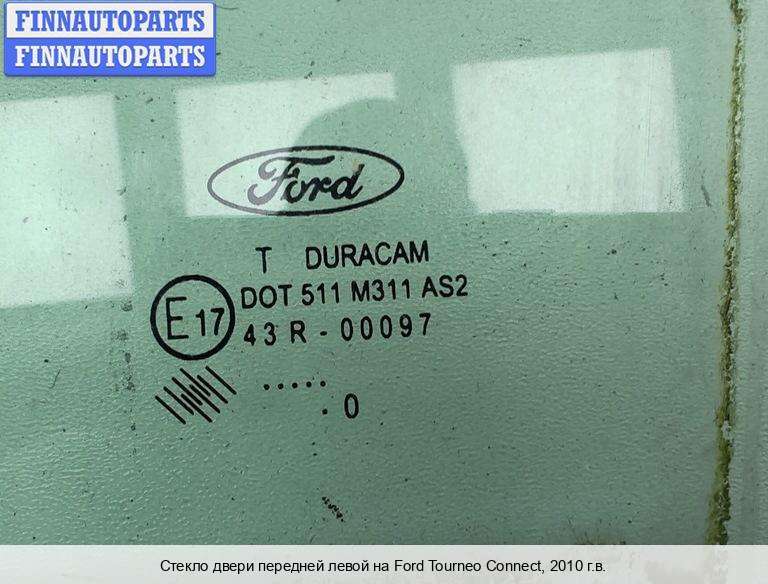 FINNAUTOPARTS
FINNAUTOPARTS
Ford
T DURACAM
DOT 511 M311 AS2
E17
43R-00097
.....
. 0
Стекло двери передней левой на Ford Tourneo Connect, 2010 г.в.